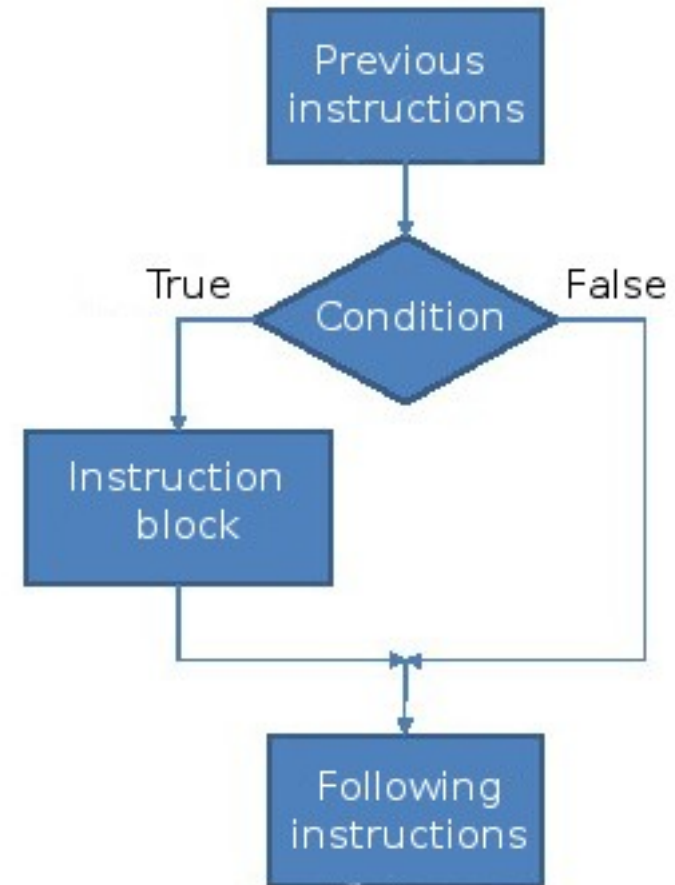 Previous
instructions
True
False
Condition
Instruction
block
Following
instructions